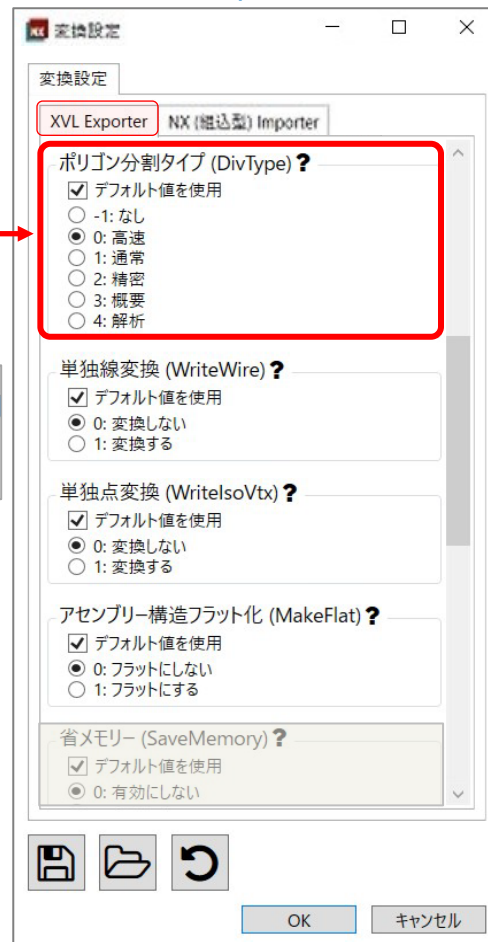 変換設定
変換設定
XVL Exporter NX (組込型) Importer
ポリゴン分割タイプ (DivType) ?
デフォルト値を使用
-1: なし
0: 高速
1: 通常
2: 精密
3: 概要
4: 解析
単独線変換 (WriteWire) ?
デフォルト値を使用
0: 変換しない
1: 変換する
単独点変換 (WriteIsoVtx) ?
デフォルト値を使用
0: 変換しない
1: 変換する
アセンブリー構造フラット化 (MakeFlat) ?
デフォルト値を使用
0: フラットにしない
1: フラットにする
省メモリー (SaveMemory) ?
デフォルト値を使用
0: 有効にしない
OK キャンセル